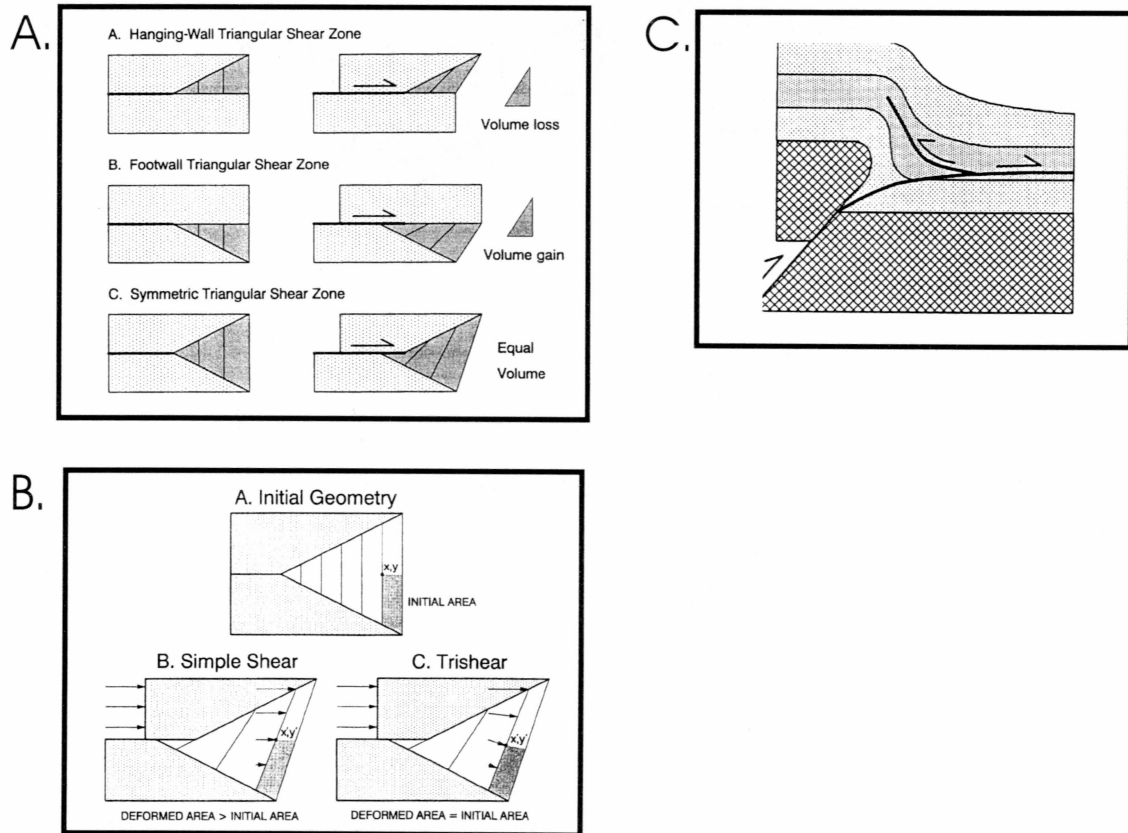 A.
A. Hanging-Wall Triangular Shear Zone
Volume loss
B. Footwall Triangular Shear Zone
Volume gain
C. Symmetric Triangular Shear Zone
Equal
Volume
B.
A. Initial Geometry
x,y
INITIAL AREA
B. Simple Shear
x',y'
DEFORMED AREA > INITIAL AREA
C. Trishear
x',y'
DEFORMED AREA = INITIAL AREA
C.